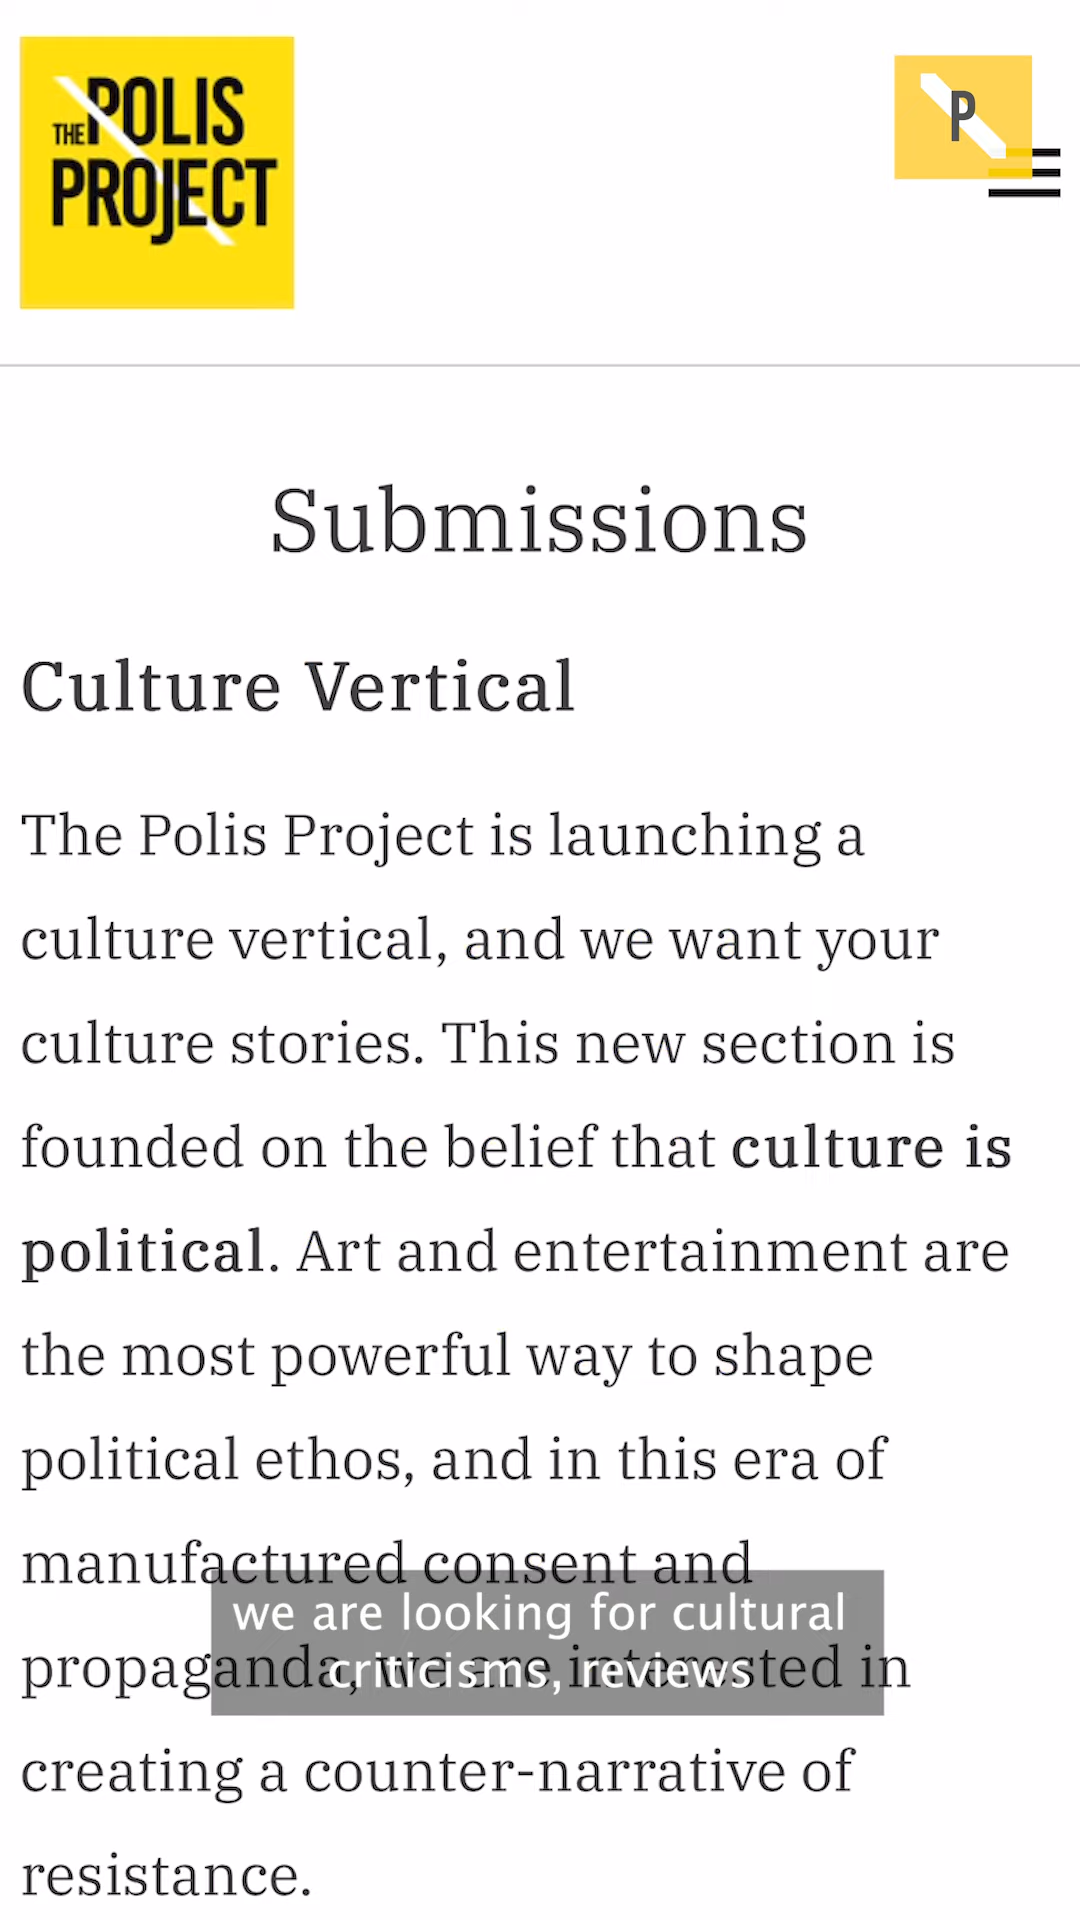 THE POLIS
PROJECT
P
Submissions
Culture Vertical
The Polis Project is launching a
culture vertical, and we want your
culture stories. This new section is
founded on the belief that culture is
political. Art and entertainment are
the most powerful way to shape
political ethos, and in this era of
manufactured consent and
propaganda, we are interested in
creating a counter-narrative of
resistance.
we are looking for cultural
criticisms, reviews